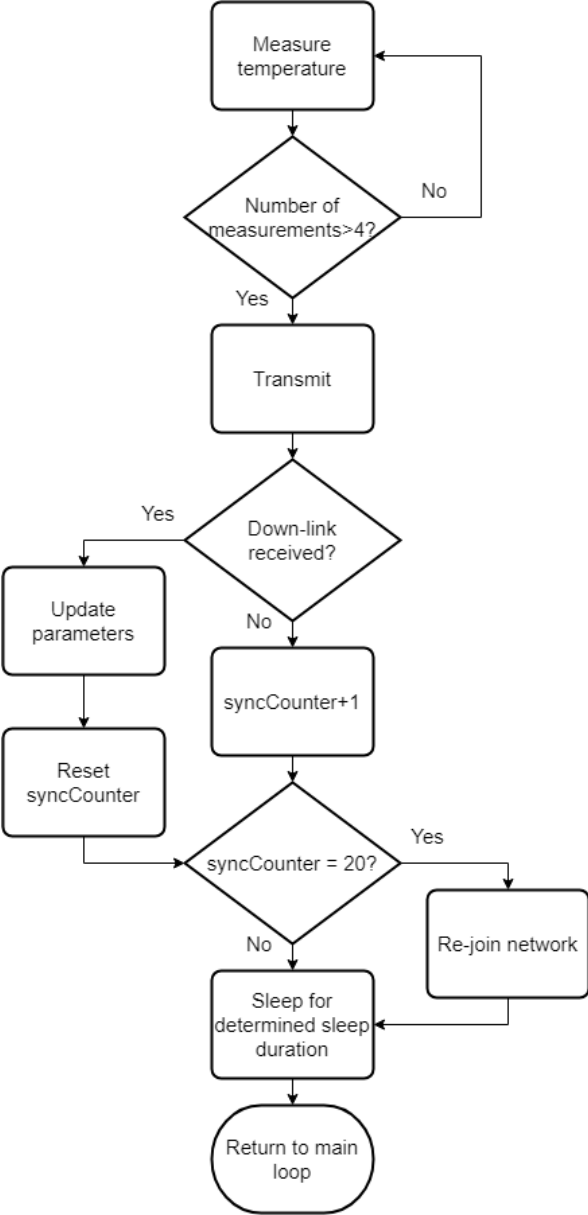 Measure
temperature
Number of
measurements>4?
No
Yes
Transmit
Down-link
received?
Yes
No
Update
parameters
syncCounter+1
Reset
syncCounter
syncCounter = 20?
Yes
No
Re-join network
Sleep for
determined sleep
duration
Return to main
loop